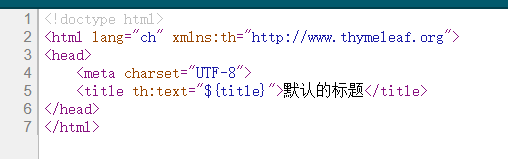 1 <!doctype html>
2 <html lang="ch" xmlns:th="http://www.thymeleaf.org">
3 <head>
4     <meta charset="UTF-8">
5     <title th:text="${title}">默认的标题</title>
6 </head>
7 </html>